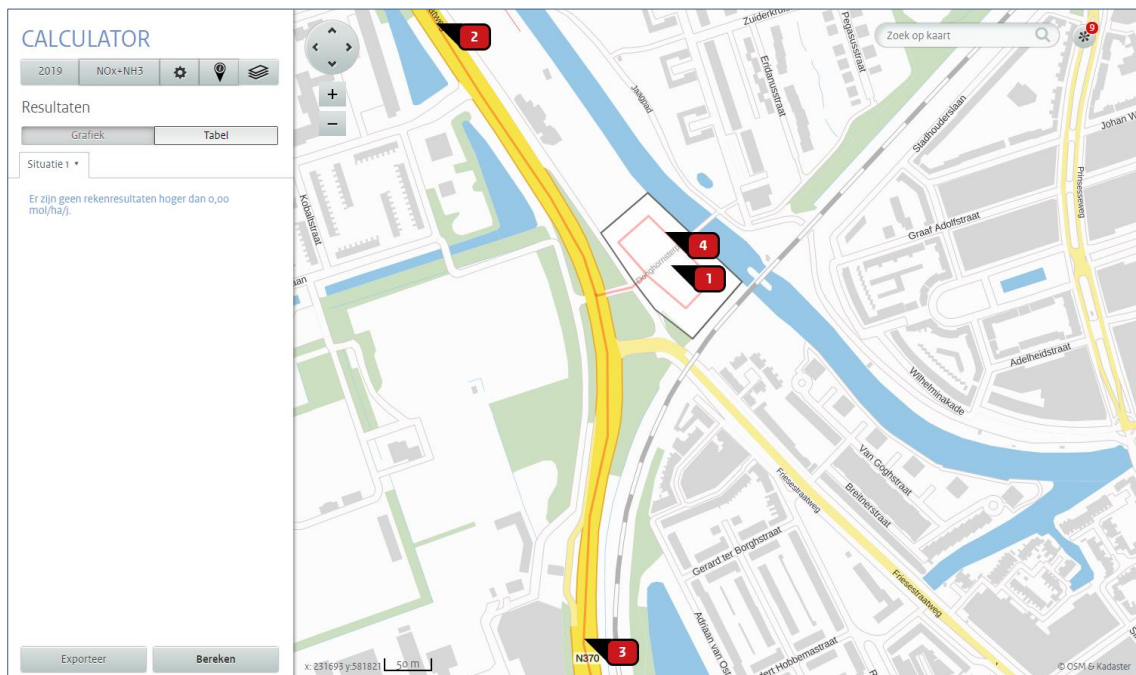 CALCULATOR
2019 NOx+NH3
Resultaten
Grafiek Tabel
Situatie 1
Er zijn geen rekenresultaten hoger dan 0,00
mol/ha/j.
Exporteer Bereken
Zoek op kaart
9
2
4
1
3
Jaagpad
Eridanusstraat
Pegasusstraat
Stadhouderslaan
Johan W
Prinsesseweg
Graaf Adolfstraat
Adelheidstraat
Wilhelminakade
Kobaltstraat
aan
Van Goghstraat
Breitnerstraat
Friesestraatweg
Friesestraatweg
Gerard ter Borghstraat
Adriaan van Ost
dert Hobbemastraat
N370
x: 231693 y:581821 50 m
© OSM & Kadaster